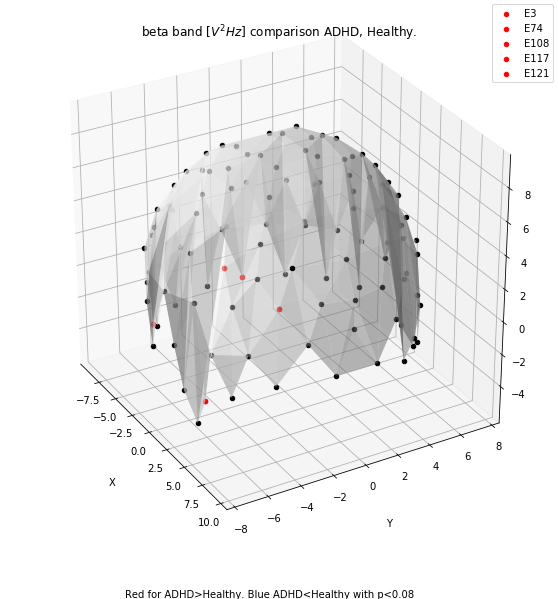 beta band [V²Hz] comparison ADHD, Healthy.
E3
E74
E108
E117
E121
8
6
4
2
0
−2
−4
−7.5
−5.0
−2.5
0.0
2.5
5.0
7.5
10.0
X
−8
−6
−4
−2
0
2
4
6
8
Y
Red for ADHD>Healthy. Blue ADHD<Healthy with p<0.08